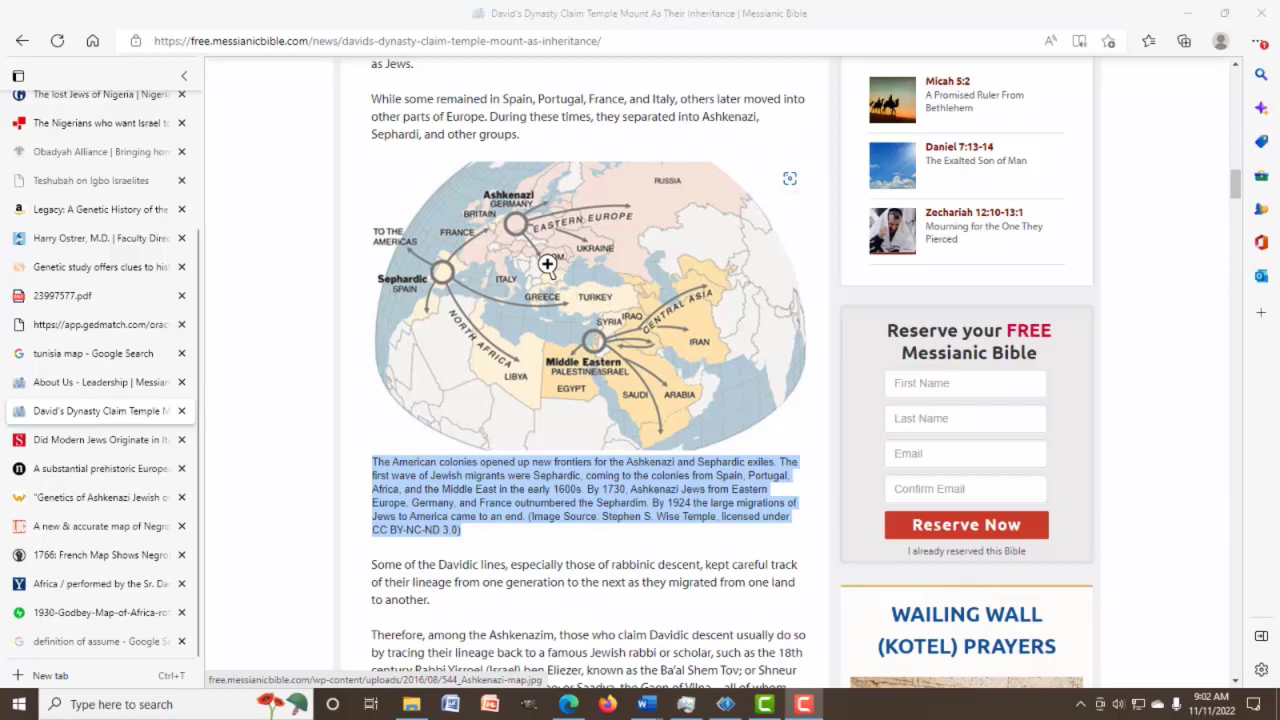 David's Dynasty Claim Temple Mount As Their Inheritance | Messianic Bible
https://free.messianicbible.com/news/davids-dynasty-claim-temple-mount-as-inheritance/
The lost Jews of Nigeria | Nigeri
The Nigerians who want Israel to
Obadyah Alliance | Bringing hom
Teshubah on Igbo Israelites
Legacy: A Genetic History of the
Harry Ostrer, M.D. | Faculty Direc
Genetic study offers clues to his
23997577.pdf
https://app.gedmatch.com/orac
tunisia map - Google Search
About Us - Leadership | Messian
David's Dynasty Claim Temple M
Did Modern Jews Originate in Ita
A substantial prehistoric Europea
"Genetics of Ashkenazi Jewish o
A new & accurate map of Negro
1766: French Map Shows Negro
Africa / performed by the Sr. Da
1930-Godbey-Map-of-Africa-rot
definition of assume - Google Se
New tab
Ctrl+T
as Jews.
While some remained in Spain, Portugal, France, and Italy, others later moved into
other parts of Europe. During these times, they separated into Ashkenazi,
Sephardi, and other groups.
RUSSIA
Ashkenazi
GERMANY
BRITAIN
EASTERN EUROPE
FRANCE
TO THE
AMERICAS
UKRAINE
Sephardic
SPAIN
ITALY
GREECE
TURKEY
NORTH AFRICA
SYRIA
IRAQ
CENTRAL ASIA
IRAN
Middle Eastern
PALESTINE/ISRAEL
LIBYA
EGYPT
SAUDI
ARABIA
The American colonies opened up new frontiers for the Ashkenazi and Sephardic exiles. The
first wave of Jewish migrants were Sephardic, coming to the colonies from Spain, Portugal,
Africa, and the Middle East in the early 1600s. By 1730, Ashkenazi Jews from Eastern
Europe, Germany, and France outnumbered the Sephardim. By 1924 the large migrations of
Jews to America came to an end. (Image Source: Stephen S. Wise Temple, licensed under
CC BY-NC-ND 3.0)
Some of the Davidic lines, especially those of rabbinic descent, kept careful track
of their lineage from one generation to the next as they migrated from one land
to another.
Therefore, among the Ashkenazim, those who claim Davidic descent usually do so
by tracing their lineage back to a famous Jewish rabbi or scholar, such as the 18th
century Rabbi Yisroel (Israel) ben Eliezer, known as the Ba'al Shem Tov; or Shneur
Micah 5:2
A Promised Ruler From
Bethlehem
Daniel 7:13-14
The Exalted Son of Man
Zechariah 12:10-13:1
Mourning for the One They
Pierced
Reserve your FREE
Messianic Bible
First Name
Last Name
Email
Confirm Email
Reserve Now
I already reserved this Bible
WAILING WALL
(KOTEL) PRAYERS
free.messianicbible.com/wp-content/uploads/2016/08/544_Ashkenazi-map.jpg
Type here to search
9:02 AM
11/11/2022